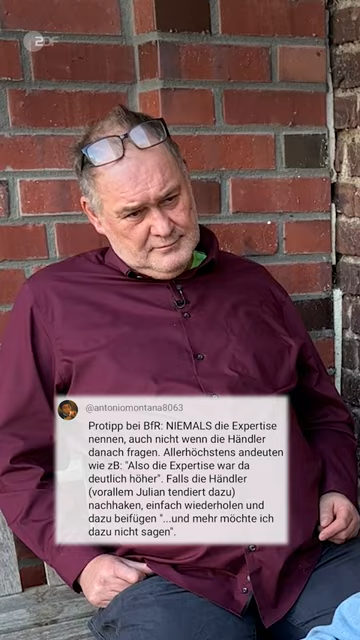 ZDF
@antoniomontana8063
Protipp bei BfR: NIEMALS die Expertise
nennen, auch nicht wenn die Händler
danach fragen. Allerhöchstens andeuten
wie zB: "Also die Expertise war da
deutlich höher". Falls die Händler
(vorallem Julian tendiert dazu)
nachhaken, einfach wiederholen und
dazu beifügen "...und mehr möchte ich
dazu nicht sagen".